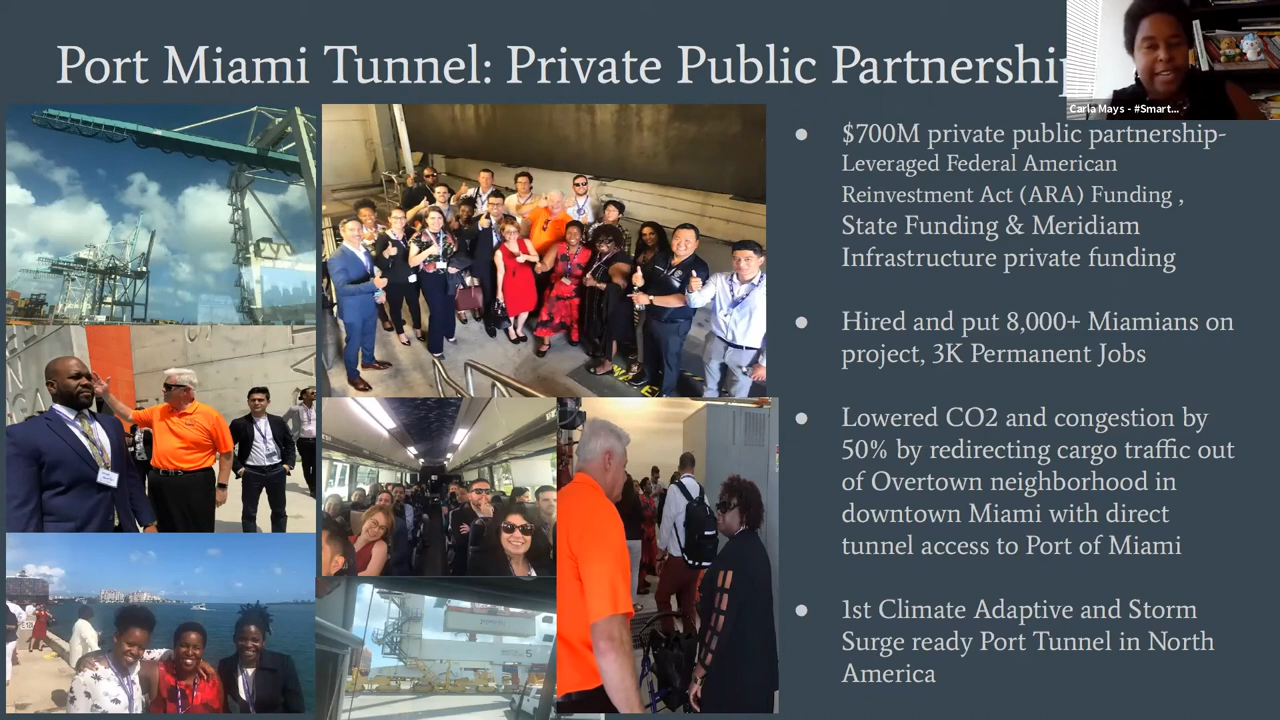 Port Miami Tunnel: Private Public Partnership
Carla Mays - #Smart...
● $700M private public partnership-
Leveraged Federal American
Reinvestment Act (ARA) Funding ,
State Funding & Meridiam
Infrastructure private funding
● Hired and put 8,000+ Miamians on
project, 3K Permanent Jobs
● Lowered CO2 and congestion by
50% by redirecting cargo traffic out
of Overtown neighborhood in
downtown Miami with direct
tunnel access to Port of Miami
● 1st Climate Adaptive and Storm
Surge ready Port Tunnel in North
America